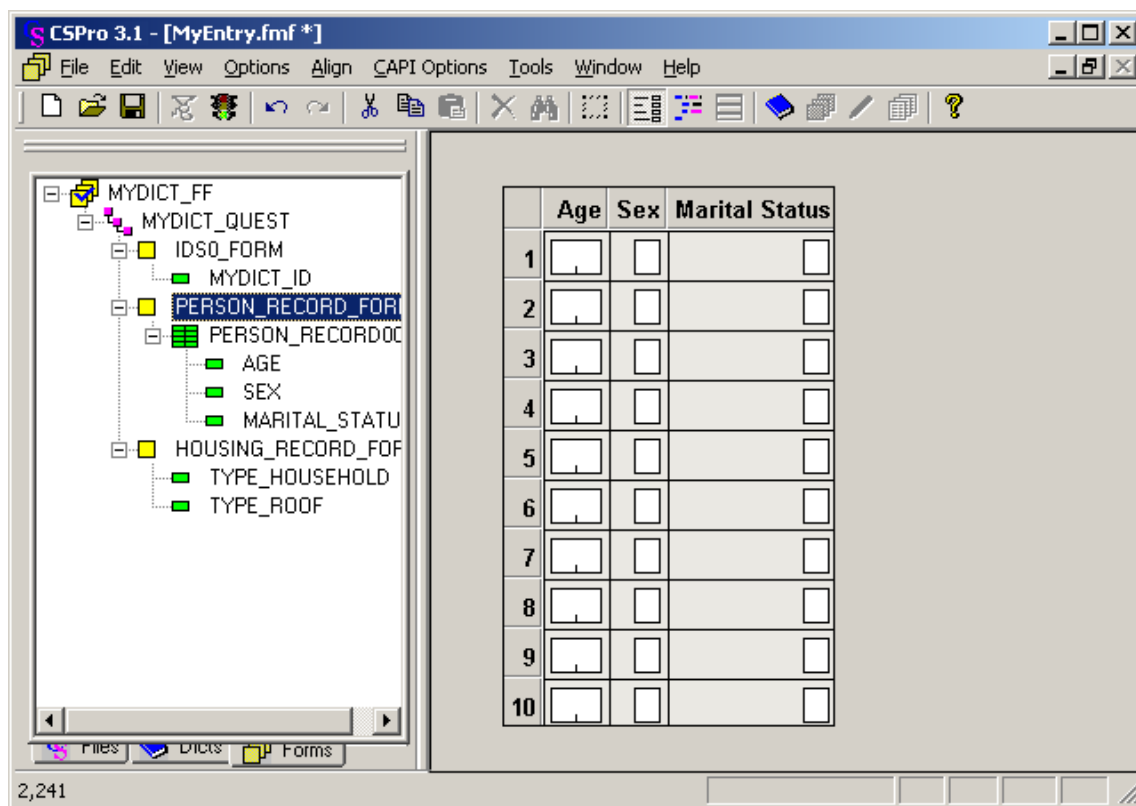 CSPro 3.1 - [MyEntry.fmf *]
File Edit View Options Align CAPI Options Tools Window Help
MYDICT_FF
MYDICT_QUEST
IDS0_FORM
MYDICT_ID
PERSON_RECORD_FOR
PERSON_RECORD00
AGE
SEX
MARITAL_STATU
HOUSING_RECORD_FOR
TYPE_HOUSEHOLD
TYPE_ROOF
Files Dicts Forms
Age Sex Marital Status
1
2
3
4
5
6
7
8
9
10
2,241